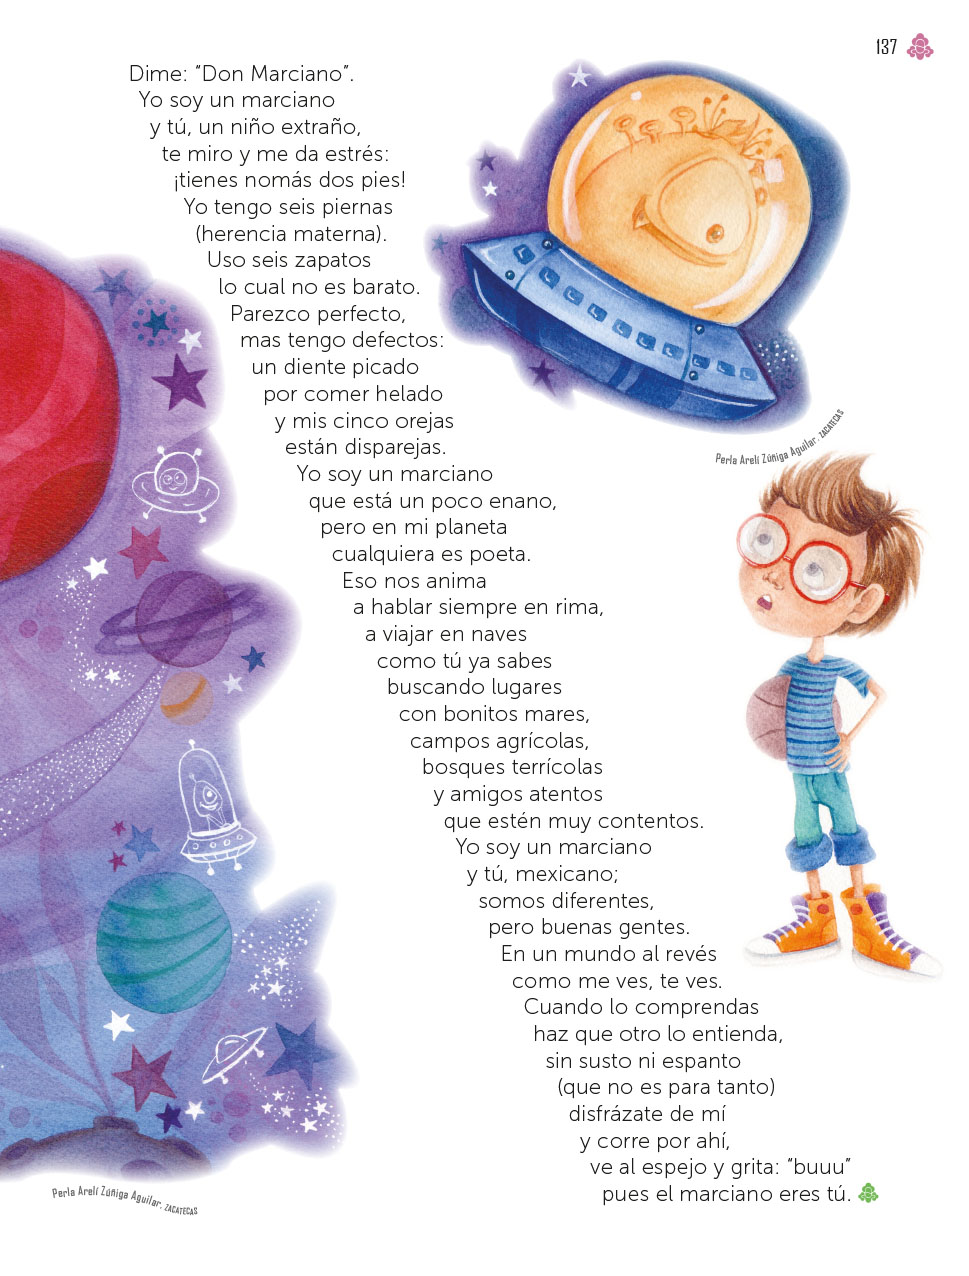 137
Dime: “Don Marciano”.
Yo soy un marciano
y tú, un niño extraño,
te miro y me da estrés:
¡tienes nomás dos pies!
Yo tengo seis piernas
(herencia materna).
Uso seis zapatos
lo cual no es barato.
Parezco perfecto,
mas tengo defectos:
un diente picado
por comer helado
y mis cinco orejas
están disparejas.
Yo soy un marciano
que está un poco enano,
pero en mi planeta
cualquiera es poeta.
Eso nos anima
a hablar siempre en rima,
a viajar en naves
como tú ya sabes
buscando lugares
con bonitos mares,
campos agrícolas,
bosques terrícolas
y amigos atentos
que estén muy contentos.
Yo soy un marciano
y tú, mexicano;
somos diferentes,
pero buenas gentes.
En un mundo al revés
como me ves, te ves.
Cuando lo comprendas
haz que otro lo entienda,
sin susto ni espanto
(que no es para tanto)
disfrázate de mí
y corre por ahí,
ve al espejo y grita: “buuu”
pues el marciano eres tú.
Perla Arelí Zúñiga Aguilar. ZACATECAS
Perla Arelí Zúñiga Aguilar. ZACATECAS